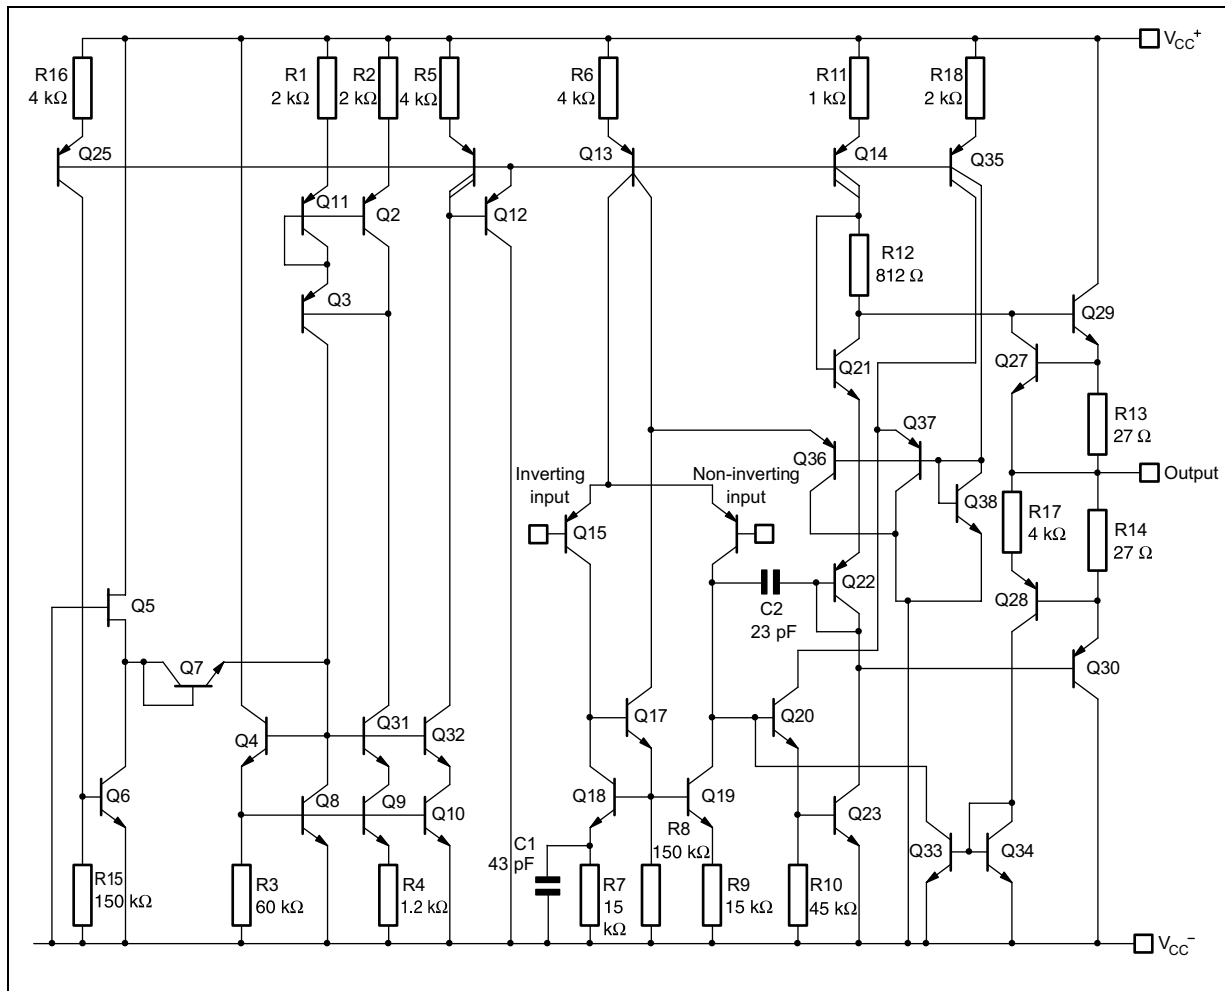 VCC+
R16
4 kΩ
R1
2 kΩ
R2
2 kΩ
R5
4 kΩ
R6
4 kΩ
R11
1 kΩ
R18
2 kΩ
Q25
Q13
Q14
Q35
Q11
Q2
Q12
R12
812 Ω
Q3
Q29
Q27
Q21
R13
27 Ω
Q37
Q36
Inverting
input
Non-inverting
input
Output
Q38
R17
4 kΩ
R14
27 Ω
Q15
Q22
C2
23 pF
Q28
Q5
Q7
Q30
Q17
Q20
Q4
Q31
Q32
Q6
Q8
Q9
Q10
Q18
Q19
Q23
C1
43
pF
R8
150 kΩ
Q33
Q34
R15
150 kΩ
R3
60 kΩ
R4
1.2 kΩ
R7
15
kΩ
R9
15 kΩ
R10
45 kΩ
VCC−